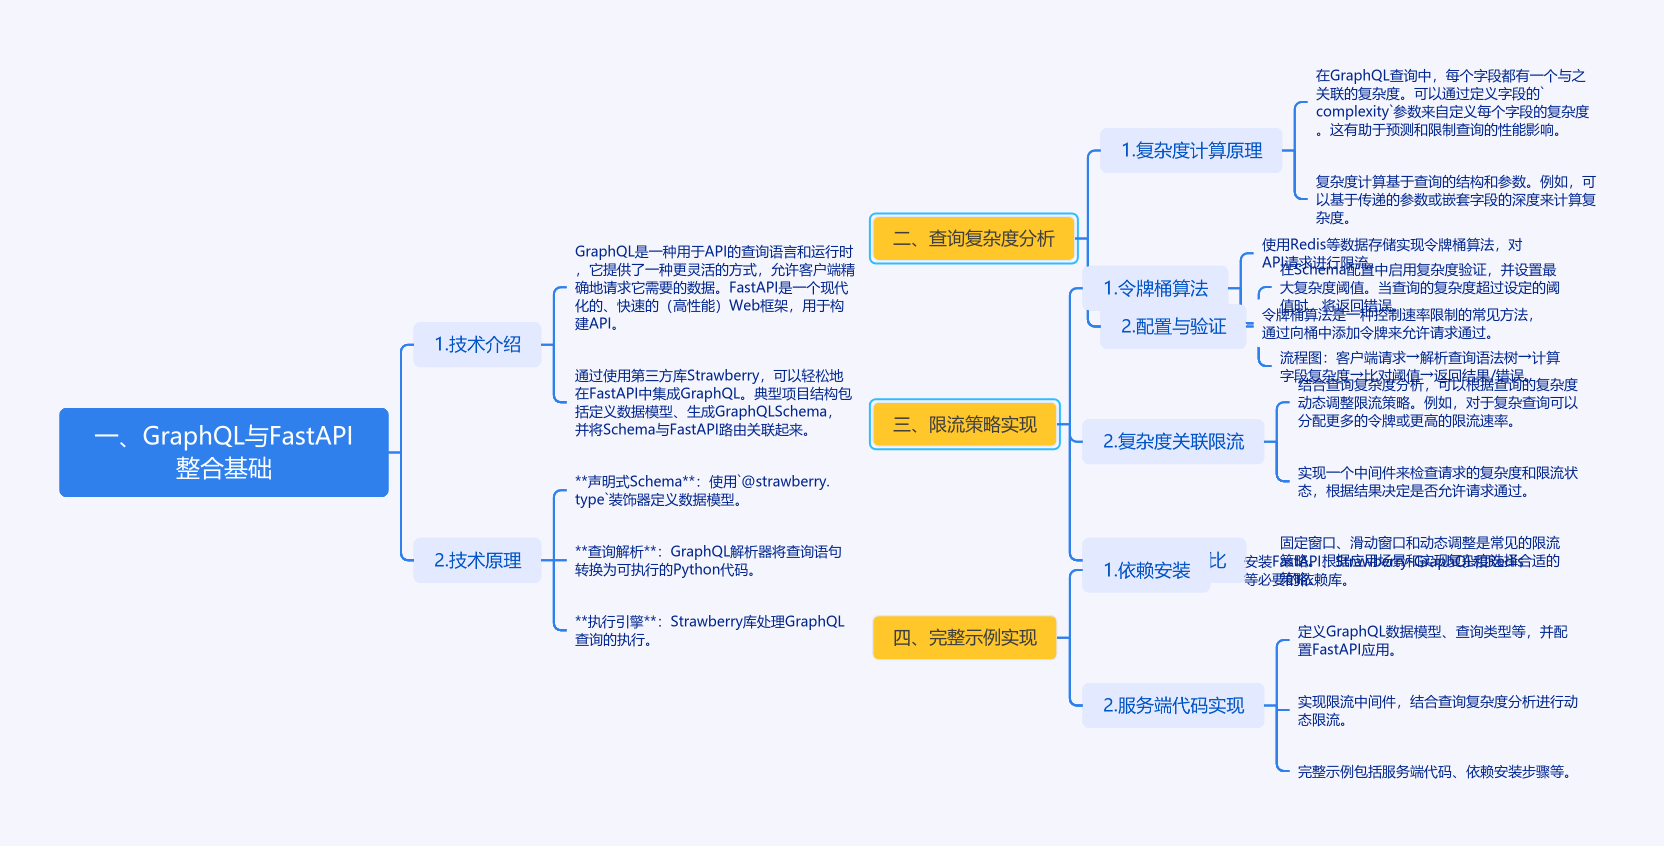 一、GraphQL与FastAPI
整合基础
1.技术介绍
GraphQL是一种用于API的查询语言和运行时
，它提供了一种更灵活的方式，允许客户端精
确地请求它需要的数据。FastAPI是一个现代
化的、快速的（高性能）Web框架，用于构
建API。
通过使用第三方库Strawberry，可以轻松地
在FastAPI中集成GraphQL。典型项目结构包
括定义数据模型、生成GraphQLSchema，
并将Schema与FastAPI路由关联起来。
2.技术原理
**声明式Schema**：使用`@strawberry.
type`装饰器定义数据模型。
**查询解析**：GraphQL解析器将查询语句
转换为可执行的Python代码。
**执行引擎**：Strawberry库处理GraphQL
查询的执行。
二、查询复杂度分析
1.复杂度计算原理
在GraphQL查询中，每个字段都有一个与之
关联的复杂度。可以通过定义字段的`
complexity`参数来自定义每个字段的复杂度
。这有助于预测和限制查询的性能影响。
复杂度计算基于查询的结构和参数。例如，可
以基于传递的参数或嵌套字段的深度来计算复
杂度。
2.配置与验证
在Schema配置中启用复杂度验证，并设置最
大复杂度阈值。当查询的复杂度超过设定的阈
值时，将返回错误。
流程图：客户端请求→解析查询语法树→计算
字段复杂度→比对阈值→返回结果/错误。
三、限流策略实现
1.令牌桶算法
使用Redis等数据存储实现令牌桶算法，对
API请求进行限流。
令牌桶算法是一种控制速率限制的常见方法，
通过向桶中添加令牌来允许请求通过。
2.复杂度关联限流
结合查询复杂度分析，可以根据查询的复杂度
动态调整限流策略。例如，对于复杂查询可以
分配更多的令牌或更高的限流速率。
实现一个中间件来检查请求的复杂度和限流状
态，根据结果决定是否允许请求通过。
比
固定窗口、滑动窗口和动态调整是常见的限流
策略，根据应用场景和实现复杂度选择合适的
策略。
四、完整示例实现
1.依赖安装
安装FastAPI、Strawberry-GraphQL和Redis
等必要的依赖库。
2.服务端代码实现
定义GraphQL数据模型、查询类型等，并配
置FastAPI应用。
实现限流中间件，结合查询复杂度分析进行动
态限流。
完整示例包括服务端代码、依赖安装步骤等。